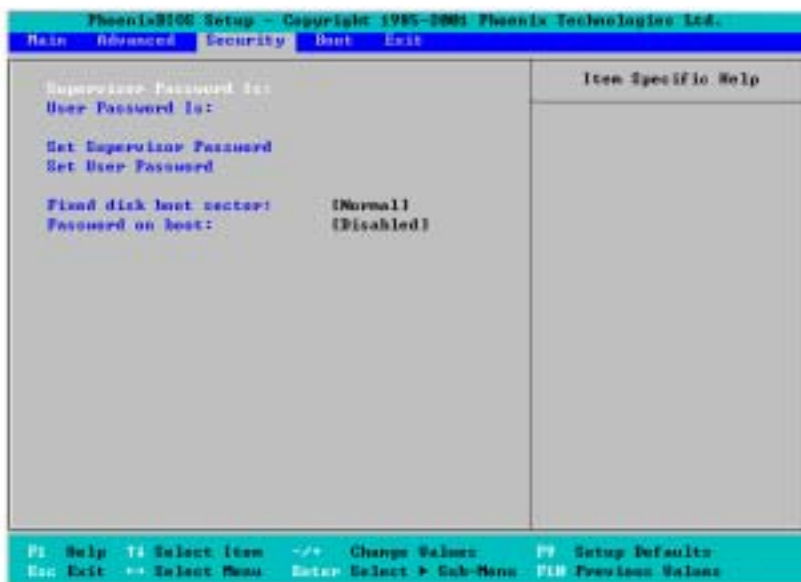 PhoenixBIOS Setup - Copyright 1985-2001 Phoenix Technologies Ltd.
Main Advanced Security Boot Exit
Item Specific Help
Supervisor Password Is:
User Password Is:
Set Supervisor Password
Set User Password
Fixed disk boot sector: [Normal]
Password on boot: [Disabled]
F1 Help ↑↓ Select Item -/+ Change Values F9 Setup Defaults
Esc Exit ↔ Select Menu Enter Select ▶ Sub-Menu F10 Previous Values